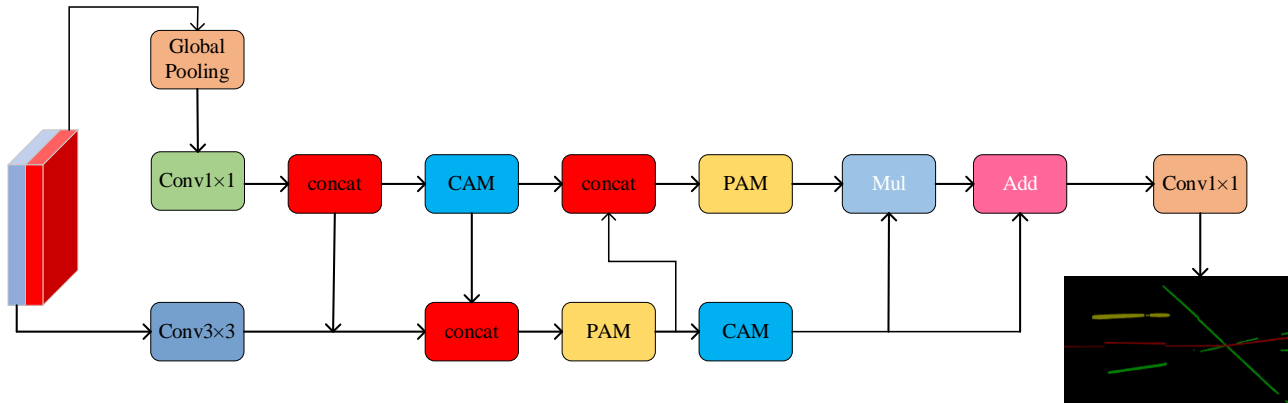 Global
Pooling
Conv1×1
concat
CAM
concat
PAM
Mul
Add
Conv1×1
Conv3×3
concat
PAM
CAM